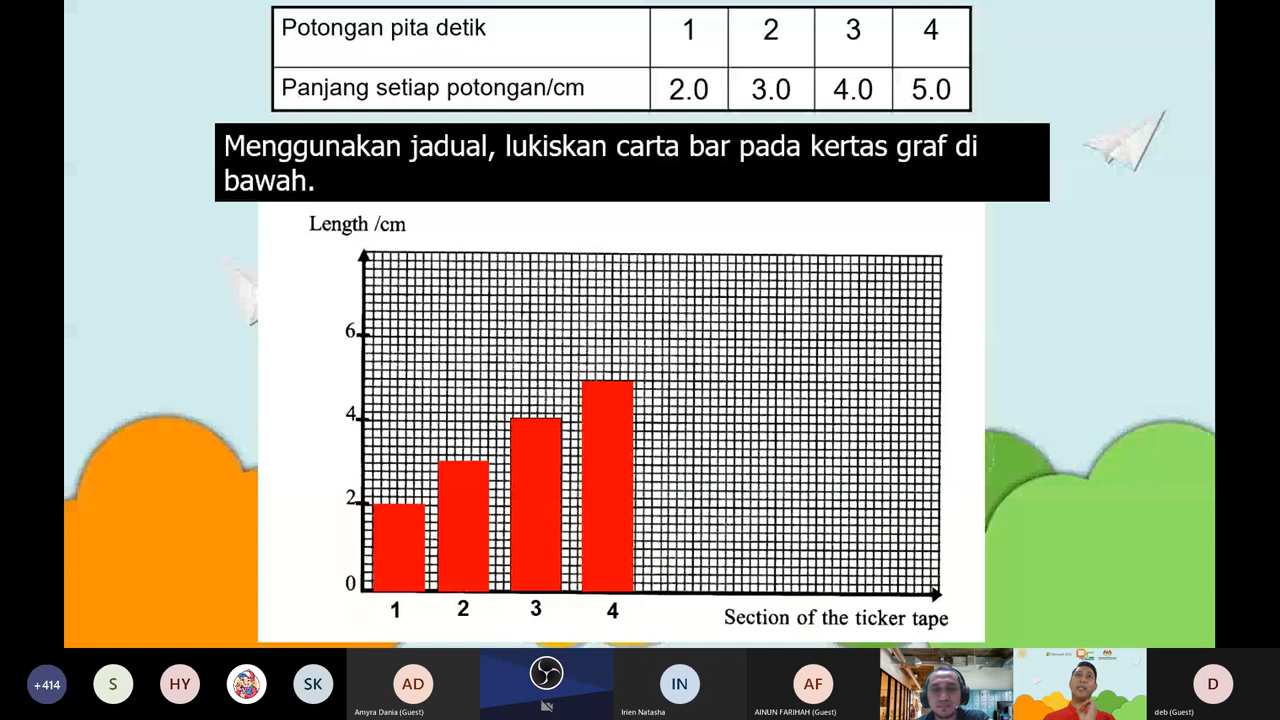 Potongan pita detik 1 2 3 4
Panjang setiap potongan/cm 2.0 3.0 4.0 5.0
Menggunakan jadual, lukiskan carta bar pada kertas graf di
bawah.
Length /cm
6
4
2
0
1 2 3 4
Section of the ticker tape
+414 S HY SK AD IN AF D
Amyra Dania (Guest) Irien Natasha AINUN FARIHAH (Guest) deb (Guest)